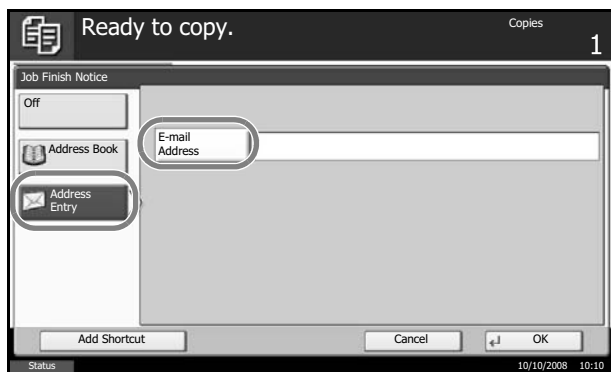 Ready to copy.
Copies
1
Job Finish Notice
Off
Address Book
Address
Entry
E-mail
Address
Add Shortcut
Cancel
OK
Status
10/10/2008 10:10